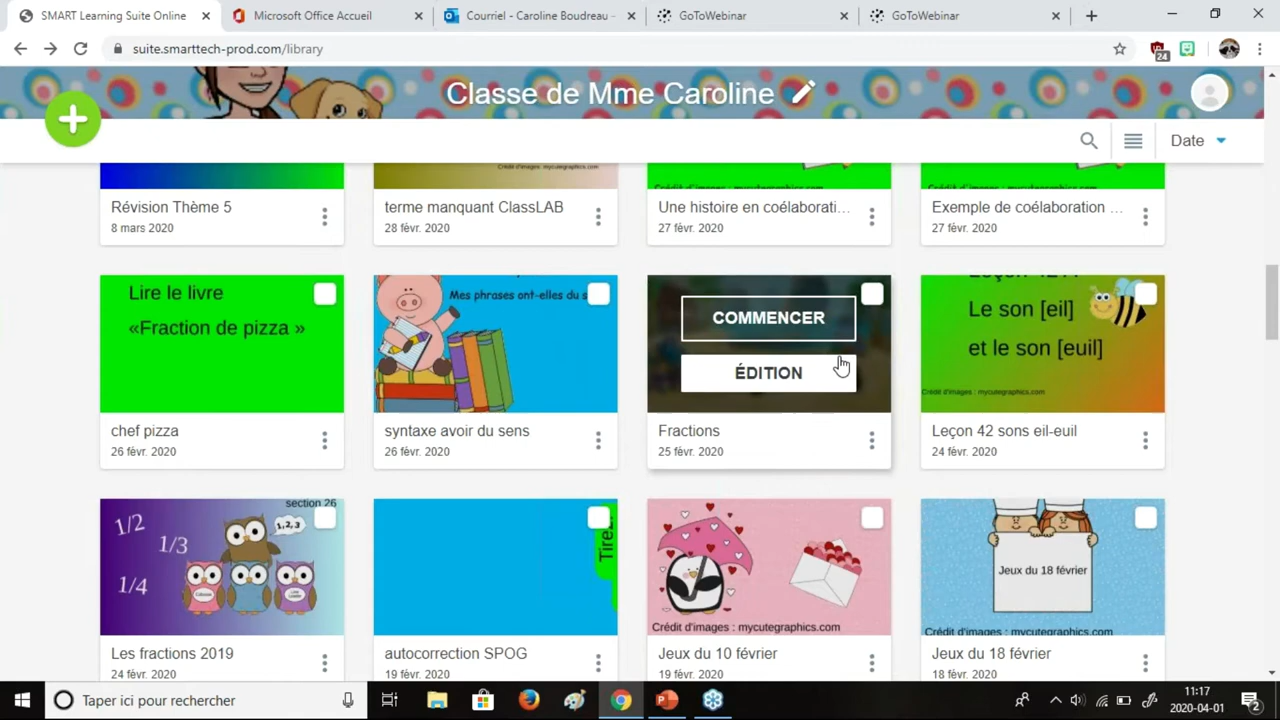 SMART Learning Suite Online
Microsoft Office Accueil
Courriel - Caroline Boudreau -
GoToWebinar
GoToWebinar
suite.smarttech-prod.com/library
24
Classe de Mme Caroline
Date
Crédit d'images : mycutegraphics.com
Crédit d'images : mycutegraphics.com
Crédit d'images : mycutegraphics.com
Révision Thème 5
8 mars 2020
terme manquant ClassLAB
28 févr. 2020
Une histoire en coélaborati...
27 févr. 2020
Exemple de coélaboration ...
27 févr. 2020
Lire le livre
«Fraction de pizza »
chef pizza
26 févr. 2020
Mes phrases ont-elles du s
syntaxe avoir du sens
26 févr. 2020
COMMENCER
ÉDITION
Fractions
25 févr. 2020
Le son [eil]
et le son [euil]
Crédit d'images : mycutegraphics.com
Leçon 42 sons eil-euil
24 févr. 2020
section 26
1/2
1/3
1/4
1, 2, 3
Les fractions 2019
24 févr. 2020
Tirez
autocorrection SPOG
19 févr. 2020
Crédit d'images : mycutegraphics.com
Jeux du 10 février
19 févr. 2020
Jeux du 18 février
Crédit d'images : mycutegraphics.com
Jeux du 18 février
18 févr. 2020
Taper ici pour rechercher
11:17
2020-04-01
2